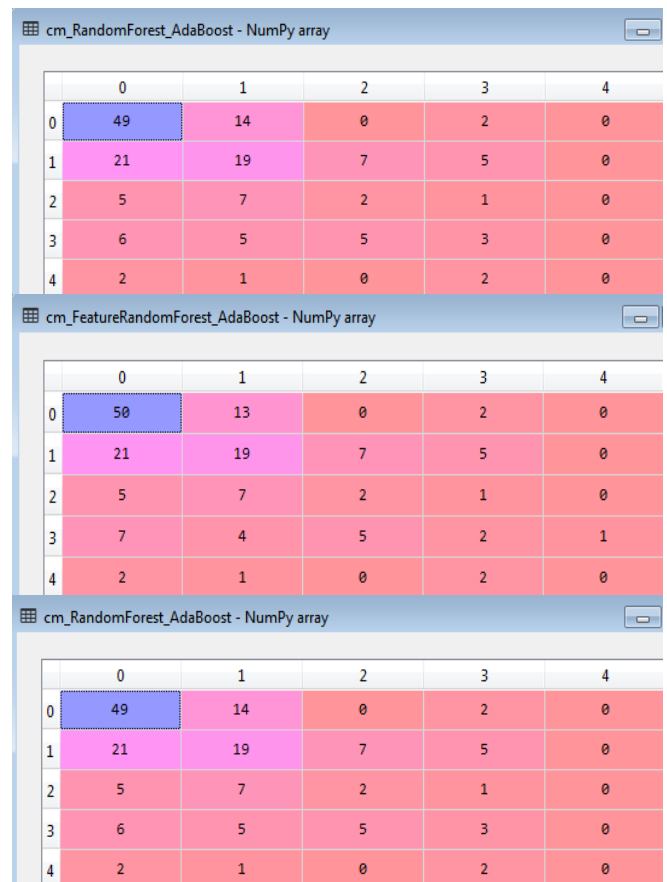 cm_RandomForest_AdaBoost - NumPy array
0 1 2 3 4
0 49 14 0 2 0
1 21 19 7 5 0
2 5 7 2 1 0
3 6 5 5 3 0
4 2 1 0 2 0
cm_FeatureRandomForest_AdaBoost - NumPy array
0 1 2 3 4
0 50 13 0 2 0
1 21 19 7 5 0
2 5 7 2 1 0
3 7 4 5 2 1
4 2 1 0 2 0
cm_RandomForest_AdaBoost - NumPy array
0 1 2 3 4
0 49 14 0 2 0
1 21 19 7 5 0
2 5 7 2 1 0
3 6 5 5 3 0
4 2 1 0 2 0